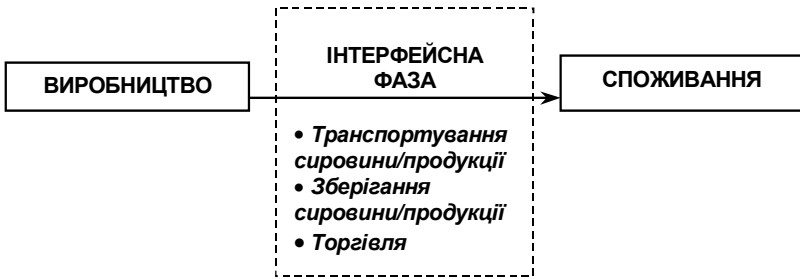 ІНТЕРФЕЙСНА
ФАЗА
ВИРОБНИЦТВО
СПОЖИВАННЯ
• Транспортування
сировини/продукції
• Зберігання
сировини/продукції
• Торгівля